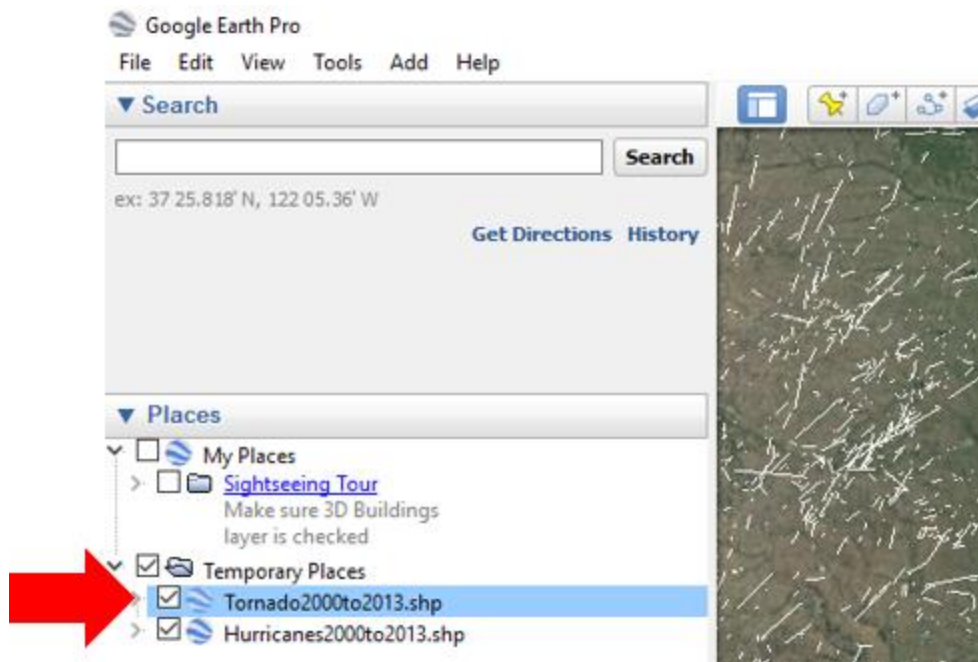 Google Earth Pro
File Edit View Tools Add Help
Search
Search
ex: 37 25.818' N, 122 05.36' W
Get Directions History
Places
My Places
Sightseeing Tour
Make sure 3D Buildings
layer is checked
Temporary Places
Tornado2000to2013.shp
Hurricanes2000to2013.shp